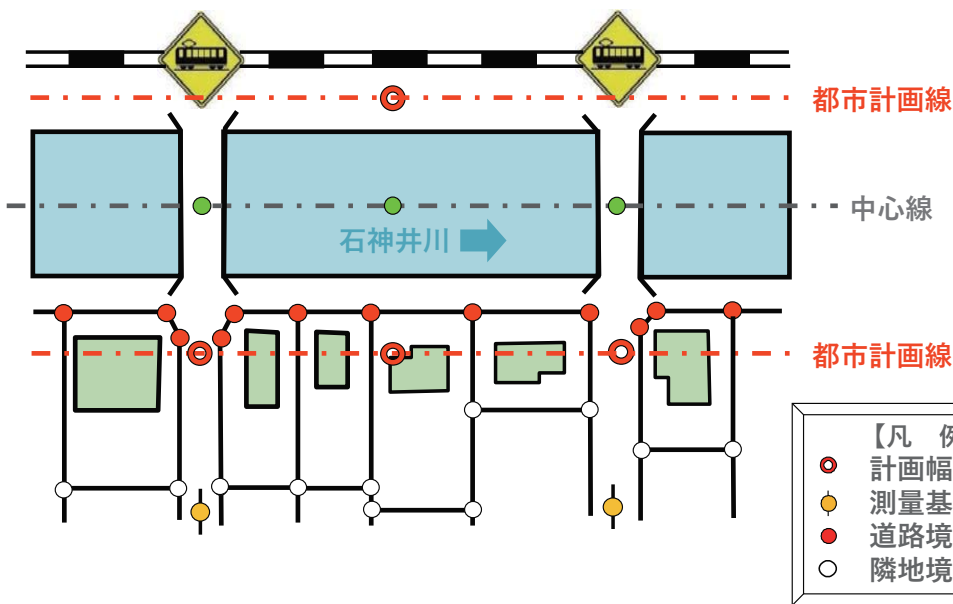 都市計画線
中心線
石神井川
都市計画線
【凡 例
計画幅
測量基
道路境
隣地境